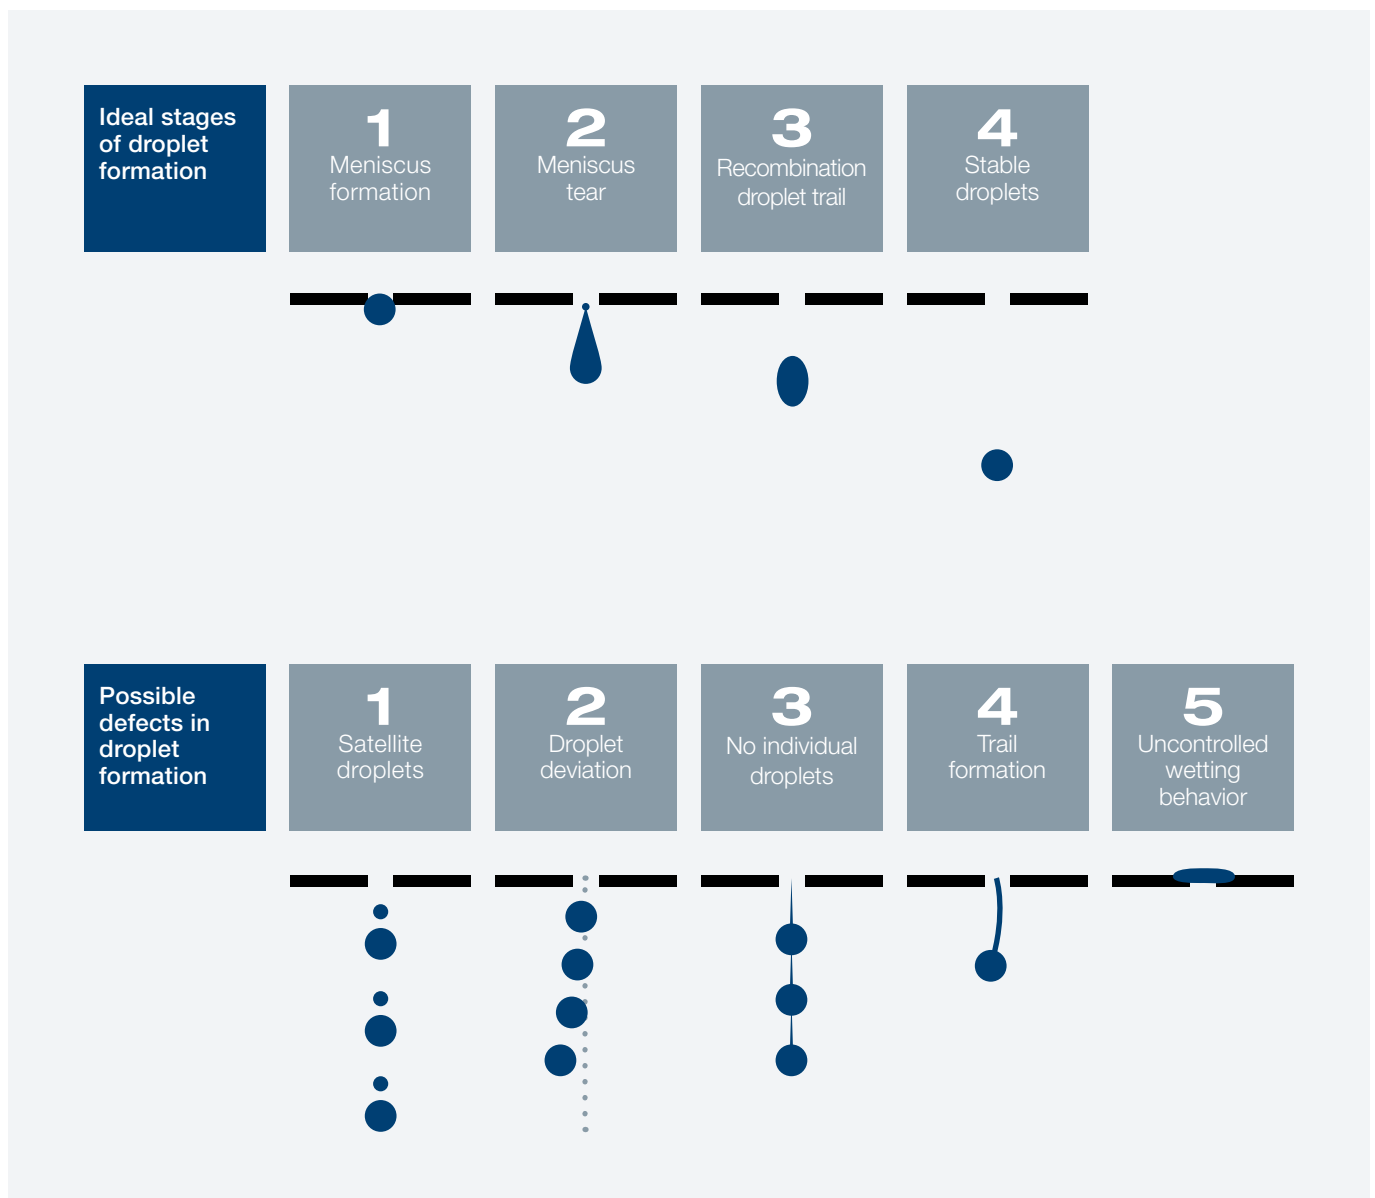 Ideal stages
of droplet
formation
1
Meniscus
formation
2
Meniscus
tear
3
Recombination
droplet trail
4
Stable
droplets
Possible
defects in
droplet
formation
1
Satellite
droplets
2
Droplet
deviation
3
No individual
droplets
4
Trail
formation
5
Uncontrolled
wetting
behavior